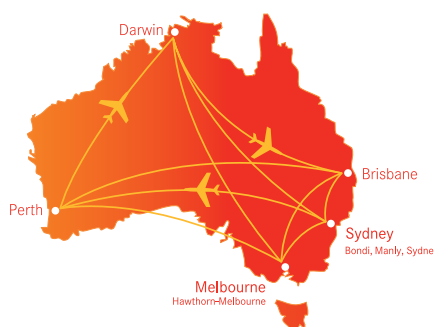 Darwin
Brisbane
Perth
Sydney
Bondi, Manly, Sydne
Melbourne
Hawthorn-Melbourne